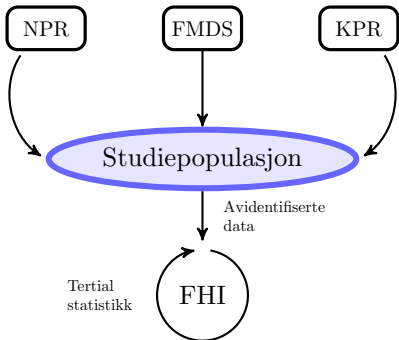 NPR
FMDS
KPR
Studiepopulasjon
Avidentifiserte
data
Tertial
statistikk
FHI